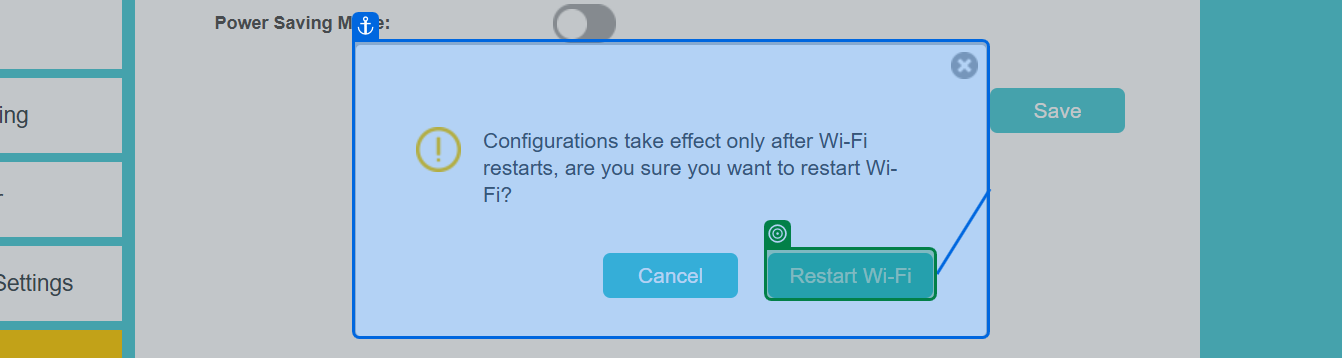 Power Saving M e:
ing
Save
Configurations take effect only after Wi-Fi
restarts, are you sure you want to restart Wi-
Fi?
Settings
Cancel
Restart Wi-Fi